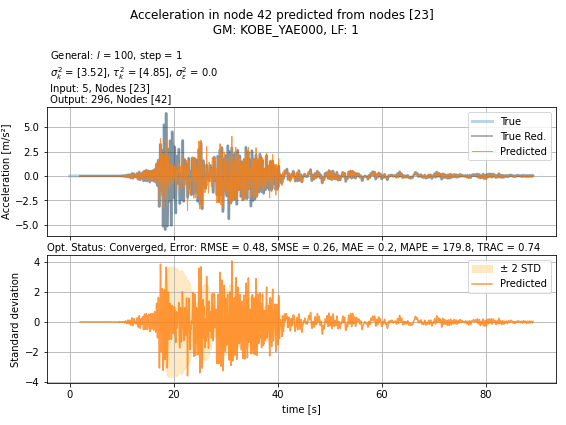 Acceleration in node 42 predicted from nodes [23]
GM: KOBE_YAE000, LF: 1
General: l = 100, step = 1
σ²ₖ = [3.52], τ²ₖ = [4.85], σ²ε = 0.0
Input: 5, Nodes [23]
Output: 296, Nodes [42]
Acceleration [m/s²]
5.0
2.5
0.0
−2.5
−5.0
True
True Red.
Predicted
Opt. Status: Converged, Error: RMSE = 0.48, SMSE = 0.26, MAE = 0.2, MAPE = 179.8, TRAC = 0.74
Standard deviation
4
2
0
−2
−4
± 2 STD
Predicted
0 20 40 60 80
time [s]